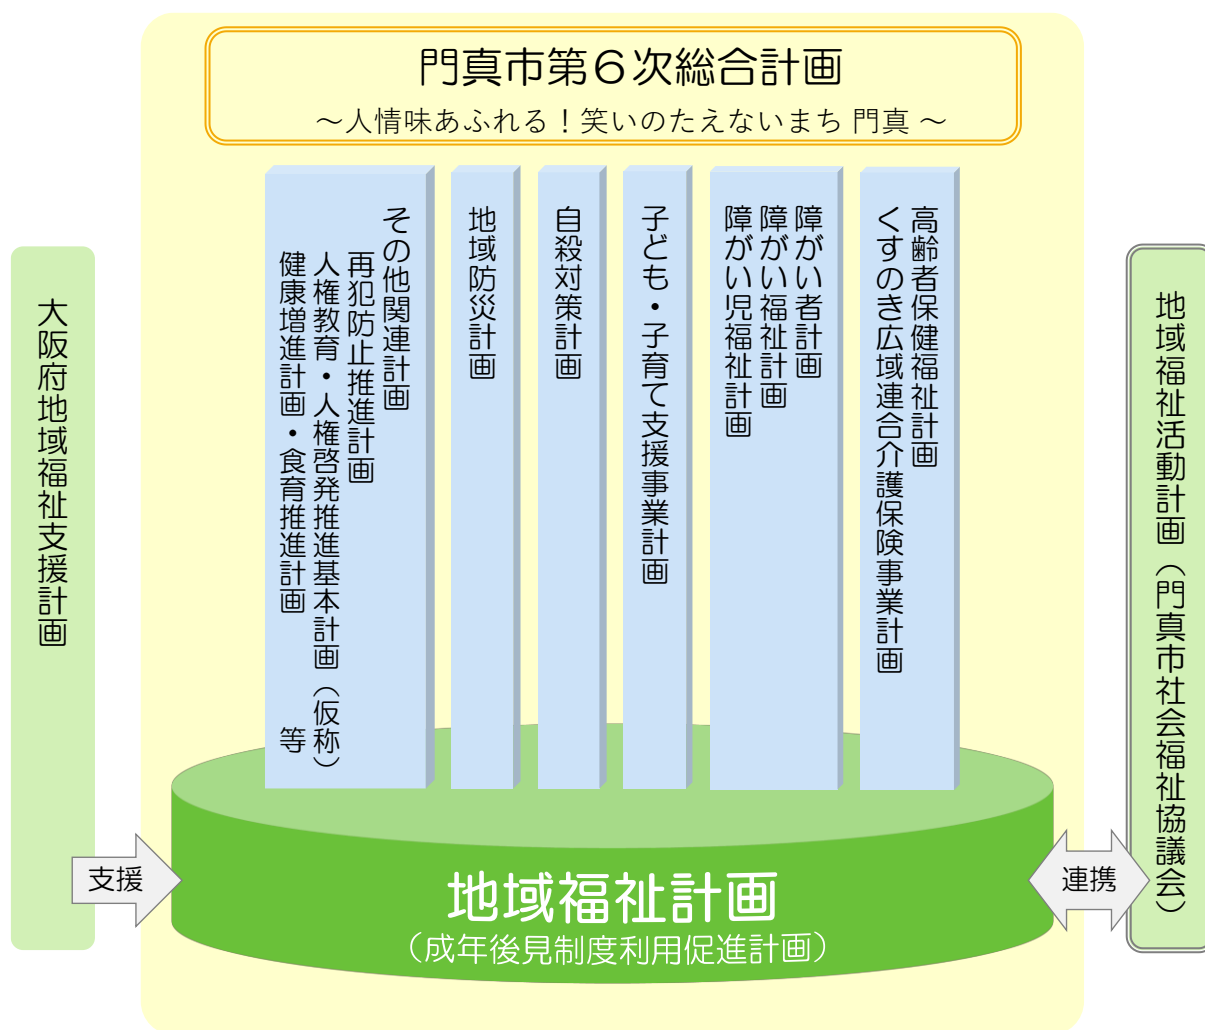 門真市第６次総合計画
～人情味あふれる！笑いのたえないまち 門真 ～
高齢者保健福祉計画
くすのき広域連合介護保険事業計画
障がい者計画
障がい福祉計画
障がい児福祉計画
子ども・子育て支援事業計画
自殺対策計画
地域防災計画
その他関連計画
再犯防止推進計画
人権教育・人権啓発推進基本計画（仮称）
健康増進計画・食育推進計画　等
大阪府地域福祉支援計画
地域福祉活動計画（門真市社会福祉協議会）
支援
連携
地域福祉計画
（成年後見制度利用促進計画）